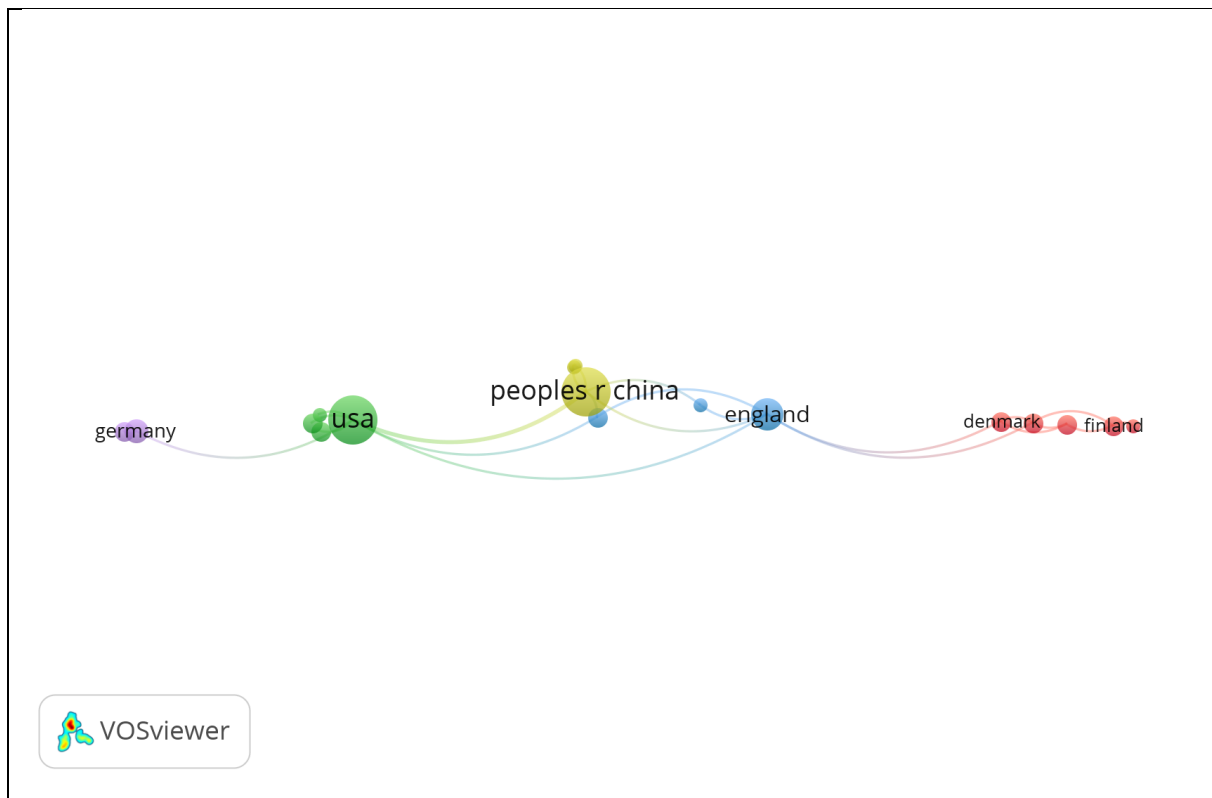 peoples r china
usa
england
germany
denmark
finland
VOSviewer